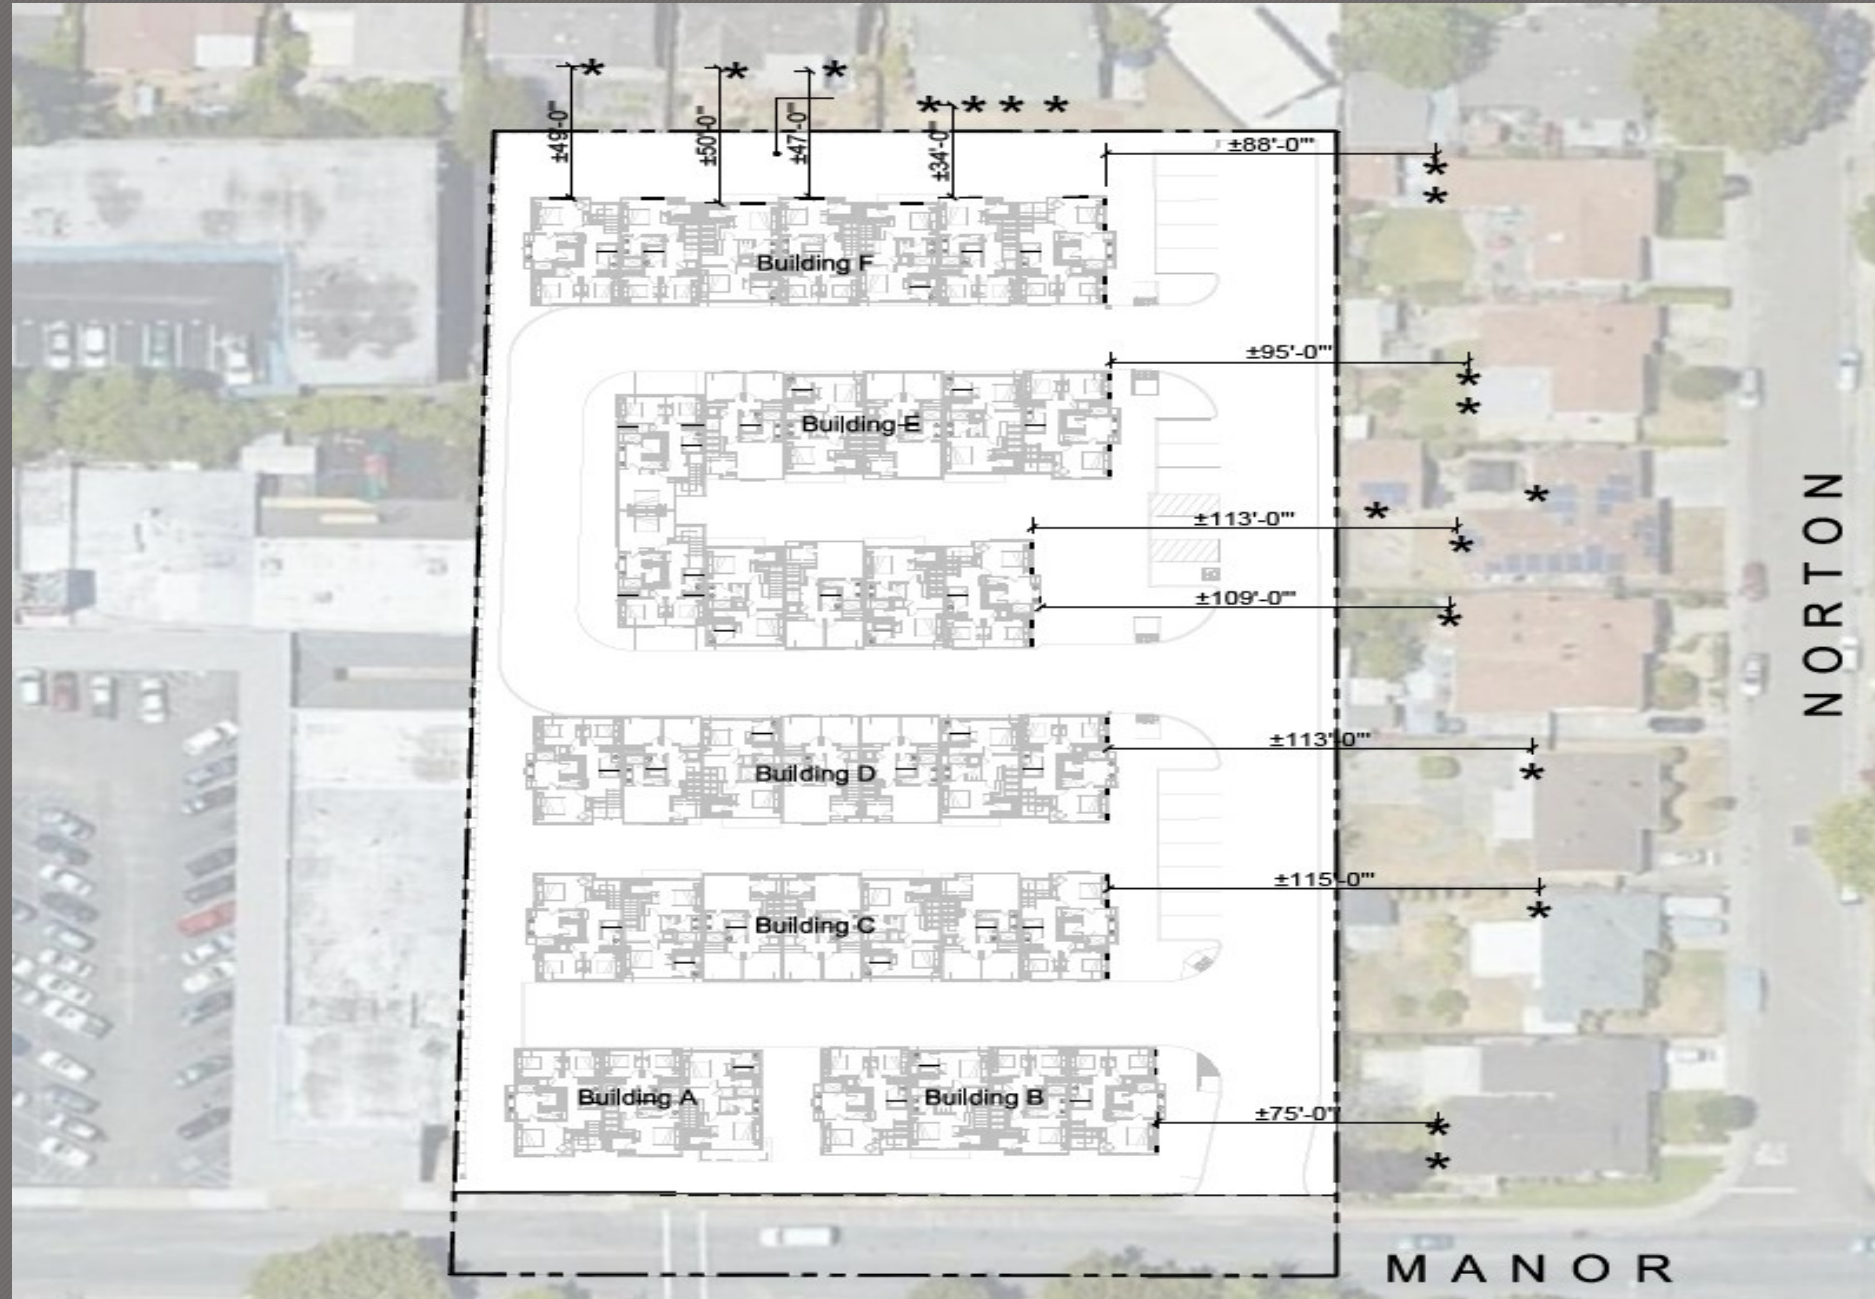 * * *
* * * *
±49'-0"'
±50'-0"'
±47'-0"'
±34'-0"'
±88'-0"'
*
*
Building F
±95'-0"'
*
*
Building E
*
*
±113'-0"'
*
±109'-0"'
*
NORTON
±113'-0"'
*
Building D
±115'-0"'
*
Building C
Building A
Building B
±75'-0"
*
*
MANOR